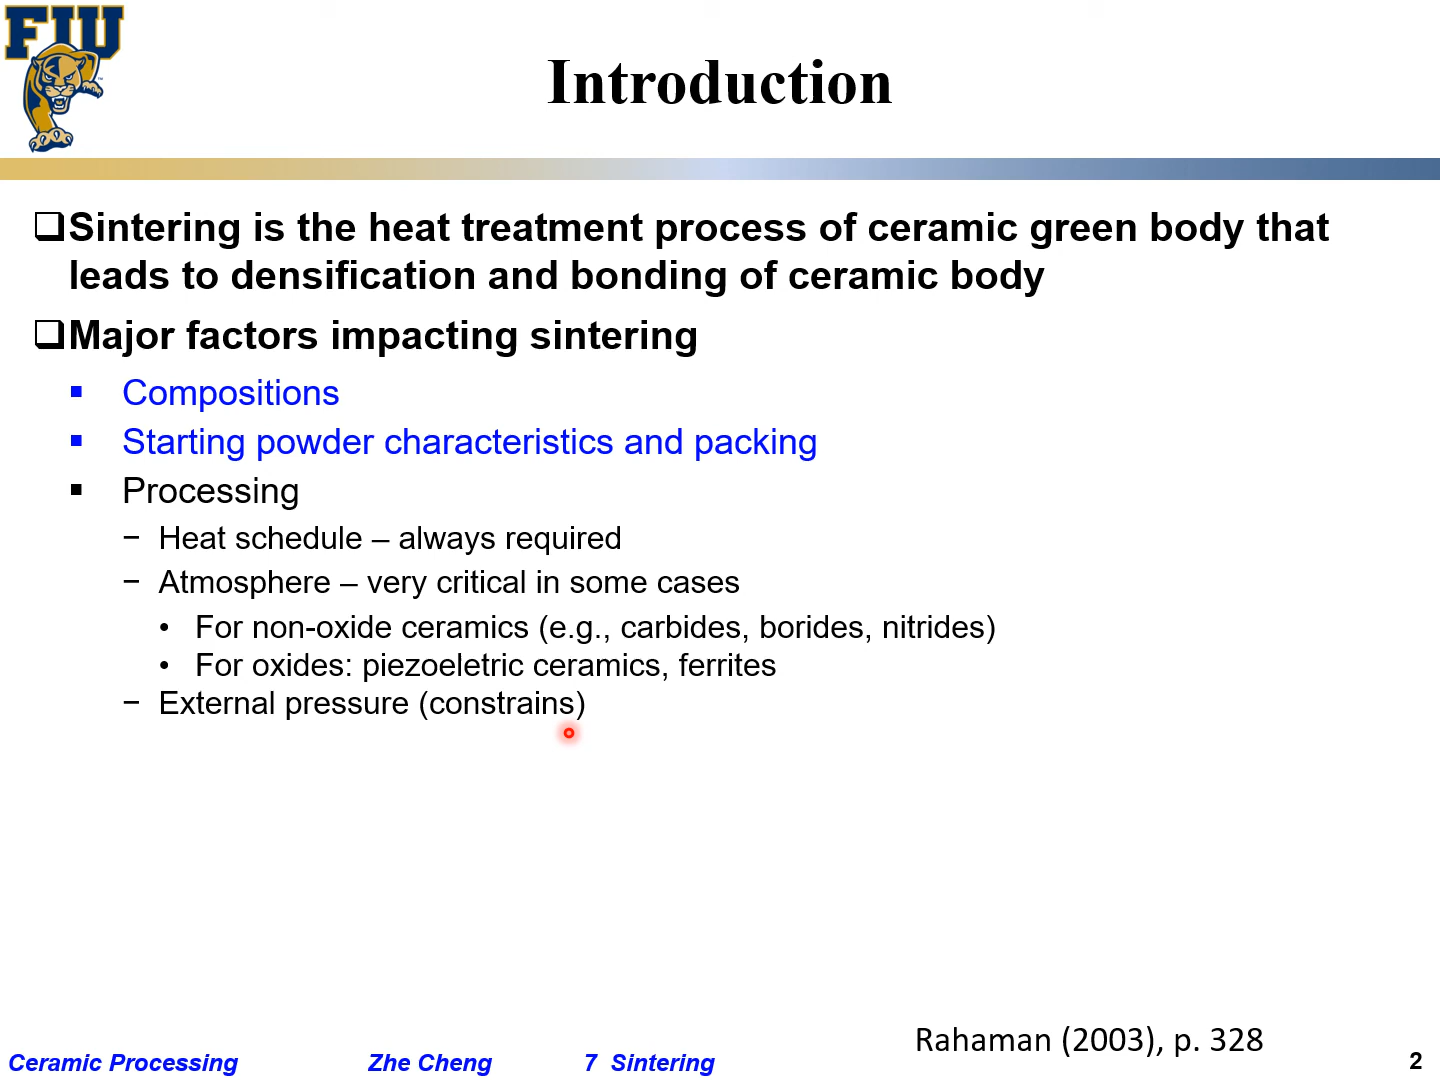 FIU
Introduction
❑Sintering is the heat treatment process of ceramic green body that
leads to densification and bonding of ceramic body
❑Major factors impacting sintering
▪ Compositions
▪ Starting powder characteristics and packing
▪ Processing
− Heat schedule – always required
− Atmosphere – very critical in some cases
• For non-oxide ceramics (e.g., carbides, borides, nitrides)
• For oxides: piezoeletric ceramics, ferrites
− External pressure (constrains)
Rahaman (2003), p. 328
Ceramic Processing Zhe Cheng 7 Sintering 2